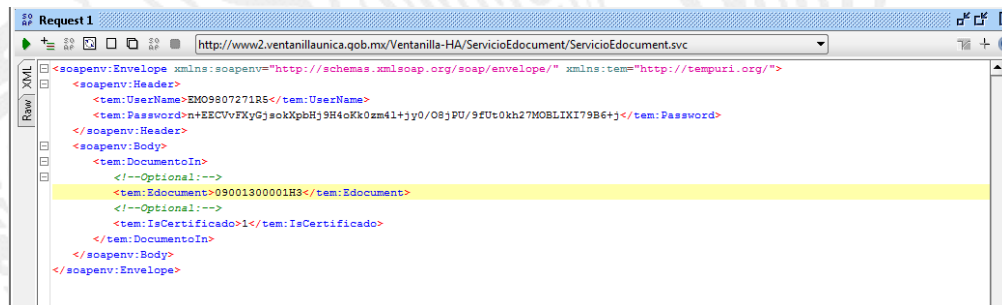 Request 1
http://www2.ventanillaunica.gob.mx/Ventanilla-HA/ServicioEdocument/ServicioEdocument.svc
XML
Raw
<soapenv:Envelope xmlns:soapenv="http://schemas.xmlsoap.org/soap/envelope/" xmlns:tem="http://tempuri.org/">
<soapenv:Header>
<tem:UserName>EMO9807271R5</tem:UserName>
<tem:Password>n+EECVvFXyGjsokXpbHj9H4oKk0zm4l+jy0/O8jPU/9fUt0kh27MOBLIXI79B6+j</tem:Password>
</soapenv:Header>
<soapenv:Body>
<tem:DocumentoIn>
<!--Optional:-->
<tem:Edocument>09001300001H3</tem:Edocument>
<!--Optional:-->
<tem:IsCertificado>1</tem:IsCertificado>
</tem:DocumentoIn>
</soapenv:Body>
</soapenv:Envelope>